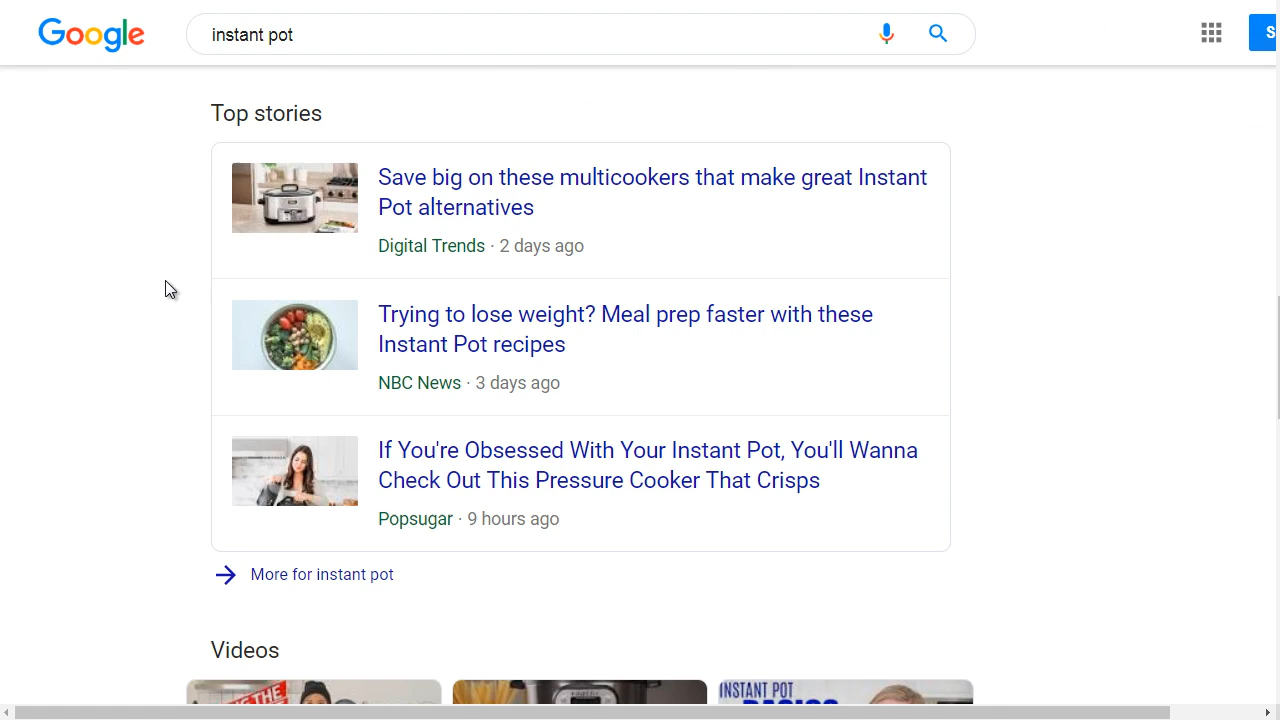 Google
instant pot
S
Top stories
Save big on these multicookers that make great Instant
Pot alternatives
Digital Trends · 2 days ago
Trying to lose weight? Meal prep faster with these
Instant Pot recipes
NBC News · 3 days ago
If You're Obsessed With Your Instant Pot, You'll Wanna
Check Out This Pressure Cooker That Crisps
Popsugar · 9 hours ago
More for instant pot
Videos
THE
INSTANT POT